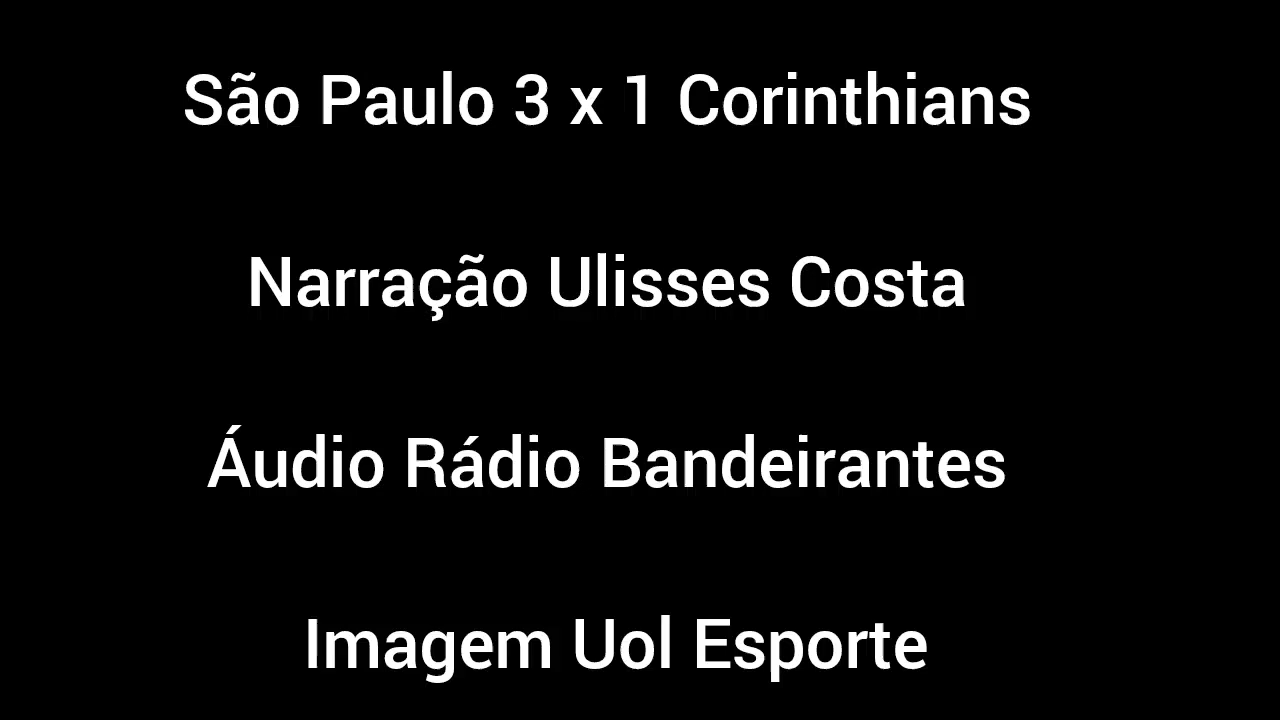 São Paulo 3 x 1 Corinthians
Narração Ulisses Costa
Áudio Rádio Bandeirantes
Imagem Uol Esporte